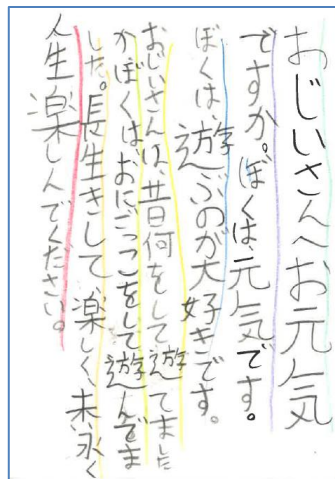 おじいさんへお元気
ですか。ぼくは、元気です。
ぼくは、遊ぶのが大好きです。
おじいさんは、昔何をして遊てました
かぼくはおにごっこをして遊んでま
した。長生きして、楽しく、末永く
人生楽しんでください。